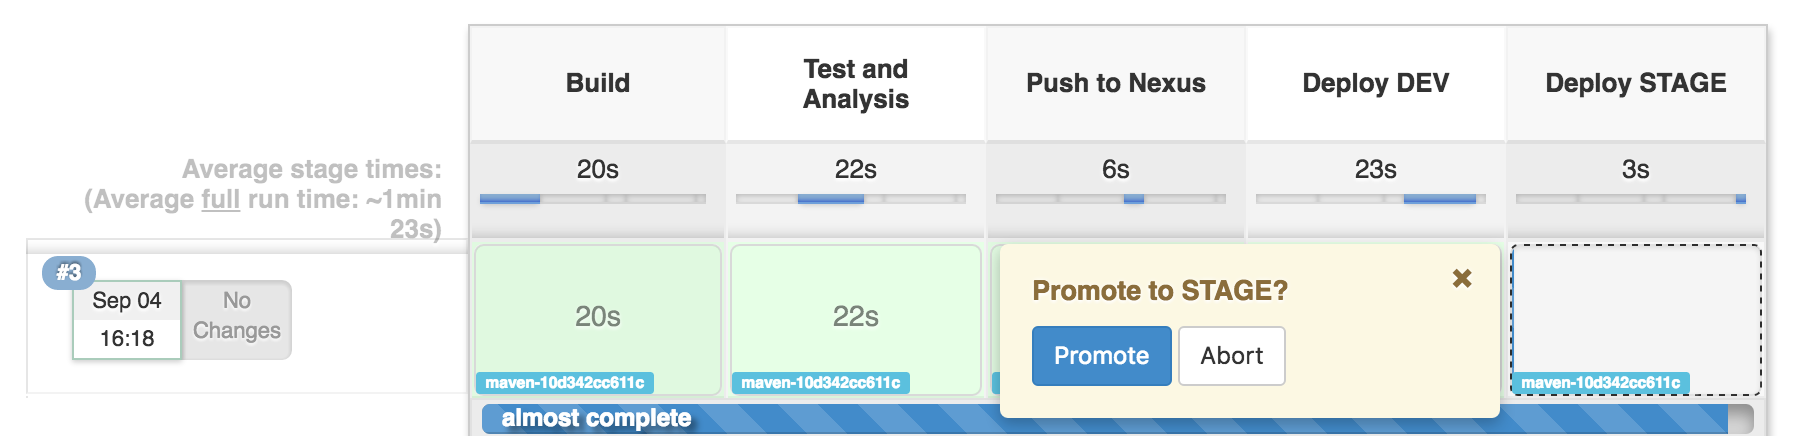 Build
Test and
Analysis
Push to Nexus
Deploy DEV
Deploy STAGE
Average stage times:
(Average full run time: ~1min
23s)
20s
22s
6s
23s
3s
#3
Sep 04
16:18
No
Changes
20s
maven-10d342cc611c
22s
maven-10d342cc611c
Promote to STAGE?
✖
Promote
Abort
maven-10d342cc611c
almost complete